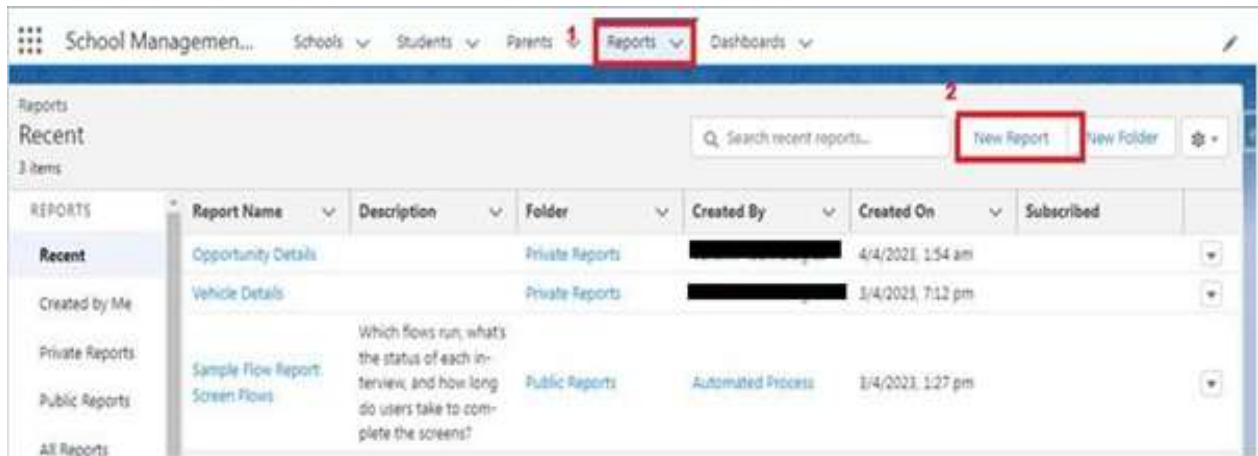 School Managemen... Schools Students Parents 1 Reports Dashboards
2
Reports
Recent
3 items
Search recent reports...
New Report
New Folder
REPORTS
Report Name Description Folder Created By Created On Subscribed
Recent
Opportunity Details Private Reports 4/4/2023, 1:54 am
Created by Me
Vehicle Details Private Reports 3/4/2023, 7:12 pm
Private Reports
Public Reports
All Reports
Sample Flow Report:
Screen Flows
Which flows run, what's
the status of each in-
terview, and how long
do users take to com-
plete the screens?
Public Reports Automated Process 3/4/2023, 1:27 pm